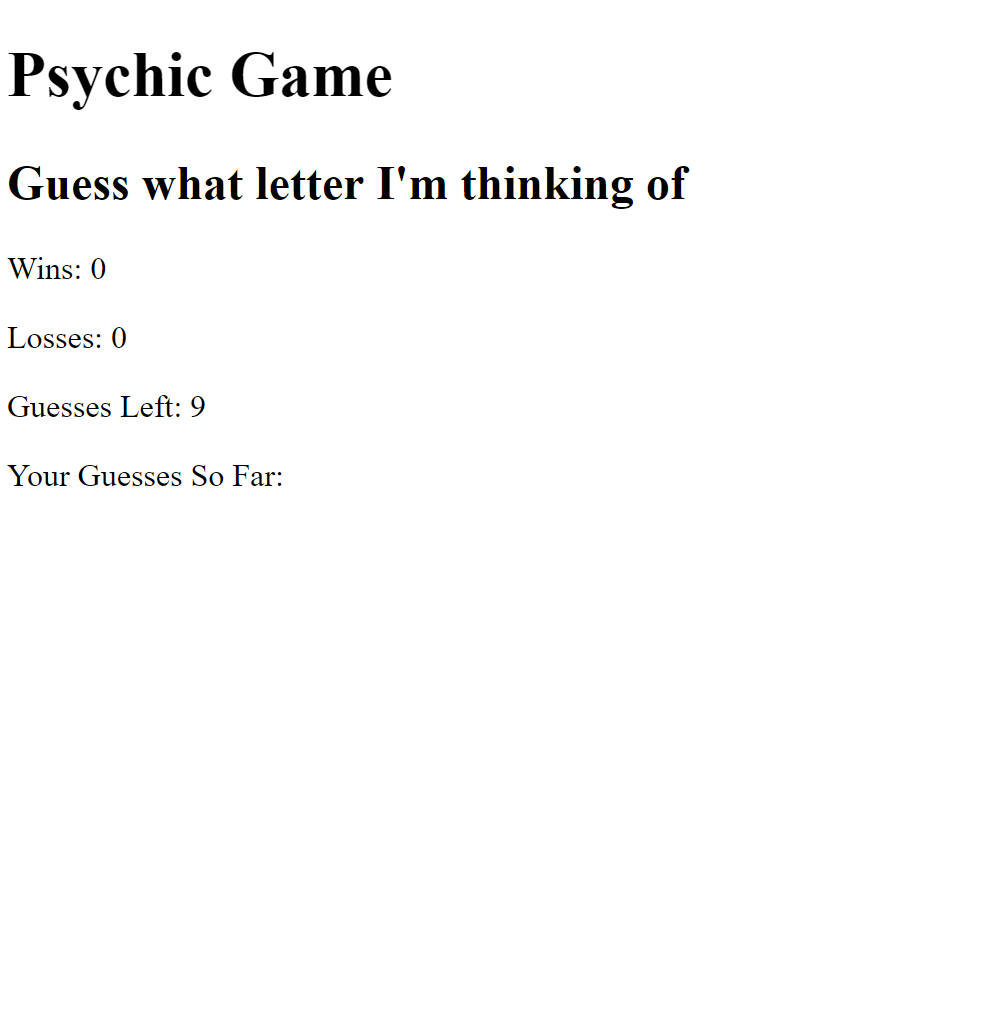 Psychic Game
Guess what letter I'm thinking of
Wins: 0
Losses: 0
Guesses Left: 9
Your Guesses So Far: